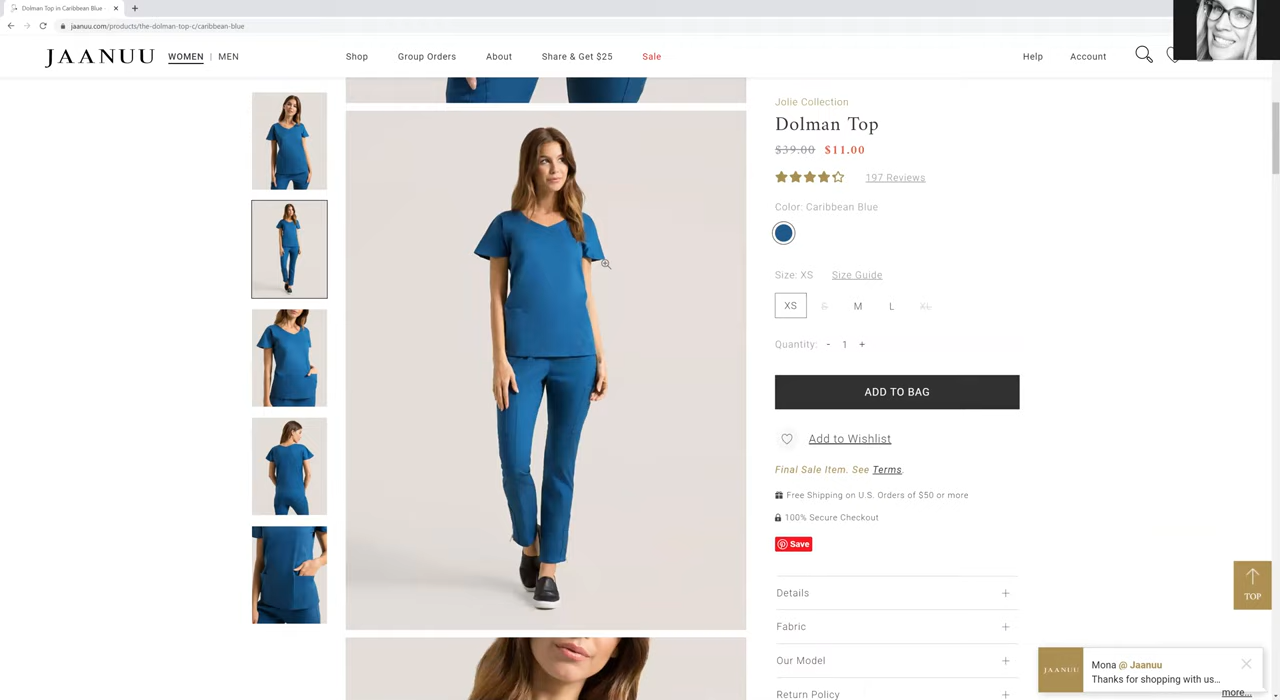 Dolman Top in Caribbean Blue -
jaanuu.com/products/the-dolman-top-c/caribbean-blue
JAANUU WOMEN | MEN Shop Group Orders About Share & Get $25 Sale Help Account
Jolie Collection
Dolman Top
$39.00 $11.00
197 Reviews
Color: Caribbean Blue
Size: XS Size Guide
XS S M L XL
Quantity: - 1 +
ADD TO BAG
Add to Wishlist
Final Sale Item. See Terms.
Free Shipping on U.S. Orders of $50 or more
100% Secure Checkout
Save
Details +
Fabric +
Our Model +
Return Policy +
TOP
JAANUU
Mona @ Jaanuu
Thanks for shopping with us...
more...